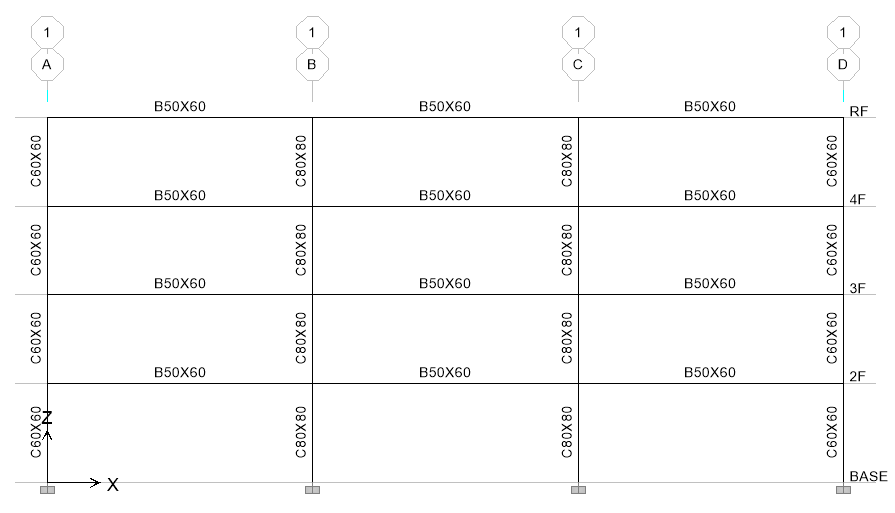 1 1 1 1
A B C D
B50X60 B50X60 B50X60 RF
C60X60 C80X80 C80X80 C60X60
B50X60 B50X60 B50X60 4F
C60X60 C80X80 C80X80 C60X60
B50X60 B50X60 B50X60 3F
C60X60 C80X80 C80X80 C60X60
B50X60 B50X60 B50X60 2F
C60X60 C80X80 C80X80 C60X60
Z
BASE
X